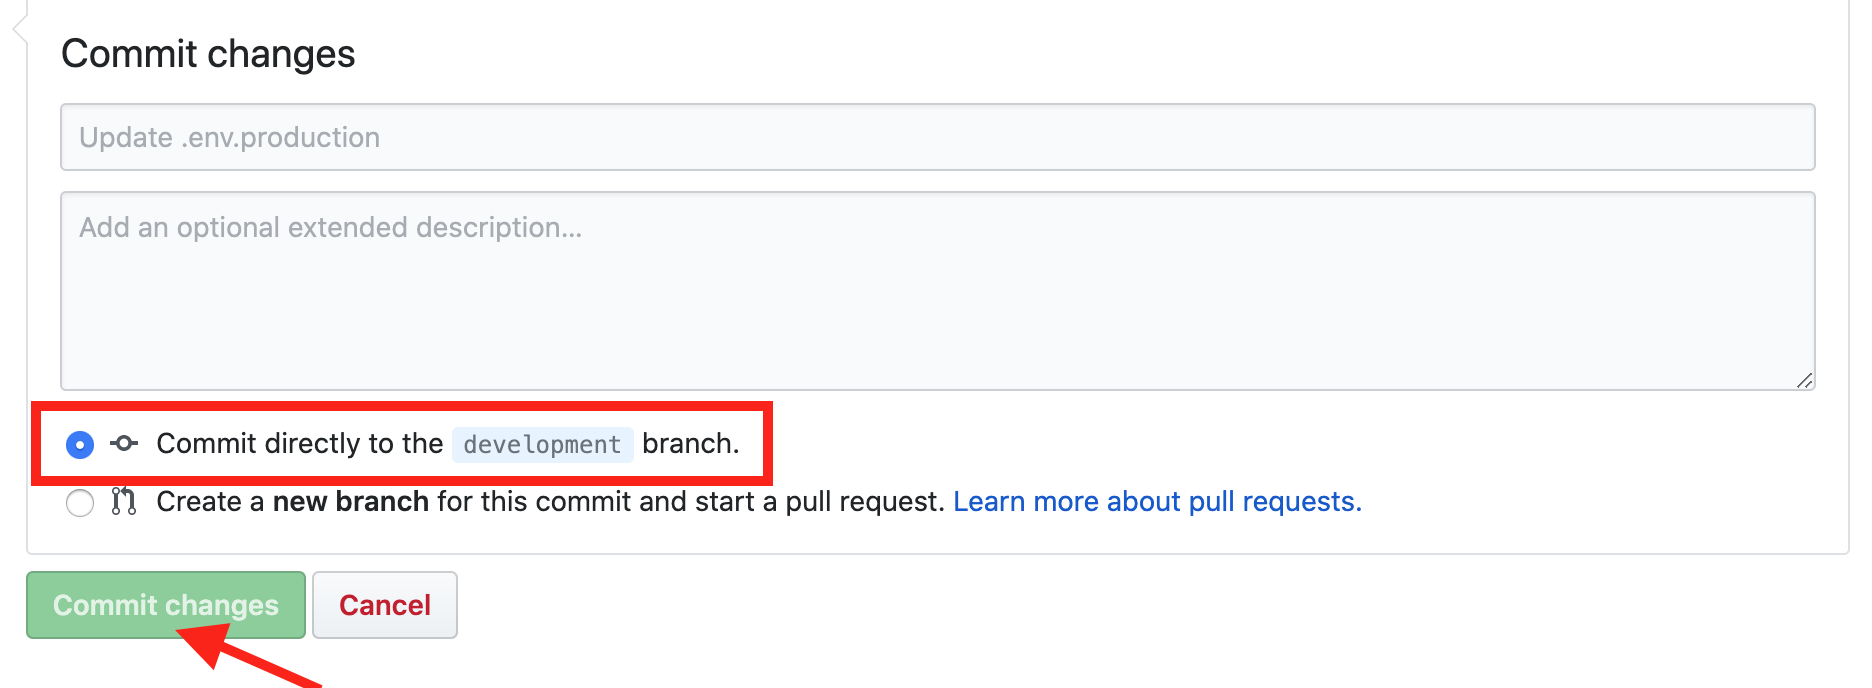 Commit changes
Update .env.production
Add an optional extended description...
Commit directly to the development branch.
Create a new branch for this commit and start a pull request. Learn more about pull requests.
Commit changes Cancel